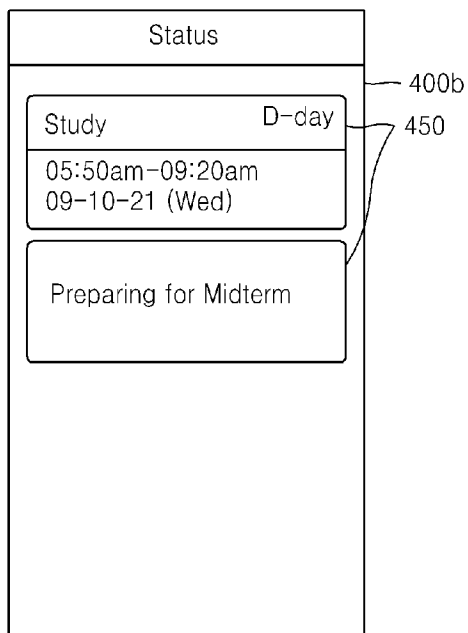 Status
400b
Study D-day
450
05:50am-09:20am
09-10-21 (Wed)
Preparing for Midterm